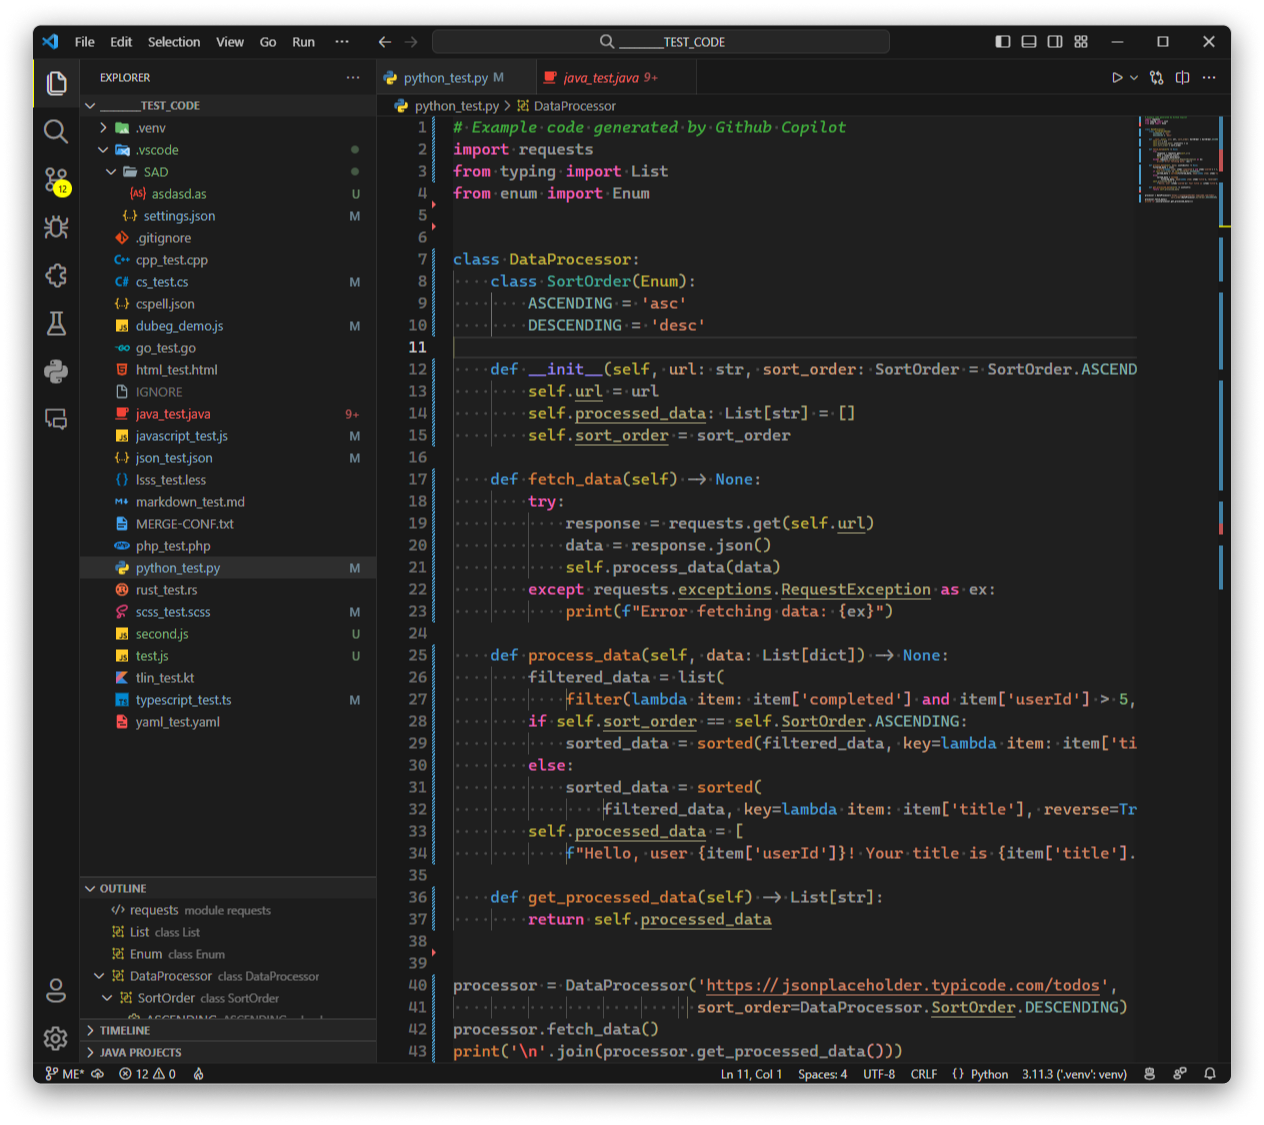 File Edit Selection View Go Run ··· ______TEST_CODE
EXPLORER ···
______TEST_CODE
.venv
.vscode
SAD
asdasd.as U
settings.json M
.gitignore
cpp_test.cpp
cs_test.cs M
cspell.json
dubeg_demo.js M
go_test.go
html_test.html
IGNORE
java_test.java 9+
javascript_test.js M
json_test.json M
lsss_test.less
markdown_test.md
MERGE-CONF.txt
php_test.php
python_test.py M
rust_test.rs
scss_test.scss M
second.js U
test.js U
tlin_test.kt
typescript_test.ts M
yaml_test.yaml
12
OUTLINE
requests module requests
List class List
Enum class Enum
DataProcessor class DataProcessor
SortOrder class SortOrder
TIMELINE
JAVA PROJECTS
python_test.py M java_test.java 9+
python_test.py > DataProcessor
1 # Example code generated by Github Copilot
2 import requests
3 from typing import List
4 from enum import Enum
5
6
7 class DataProcessor:
8 class SortOrder(Enum):
9 ASCENDING = 'asc'
10 DESCENDING = 'desc'
11
12 def __init__(self, url: str, sort_order: SortOrder = SortOrder.ASCEND
13 self.url = url
14 self.processed_data: List[str] = []
15 self.sort_order = sort_order
16
17 def fetch_data(self) -> None:
18 try:
19 response = requests.get(self.url)
20 data = response.json()
21 self.process_data(data)
22 except requests.exceptions.RequestException as ex:
23 print(f"Error fetching data: {ex}")
24
25 def process_data(self, data: List[dict]) -> None:
26 filtered_data = list(
27 filter(lambda item: item['completed'] and item['userId'] > 5,
28 if self.sort_order == self.SortOrder.ASCENDING:
29 sorted_data = sorted(filtered_data, key=lambda item: item['ti
30 else:
31 sorted_data = sorted(
32 filtered_data, key=lambda item: item['title'], reverse=Tr
33 self.processed_data = [
34 f"Hello, user {item['userId']}! Your title is {item['title'].
35
36 def get_processed_data(self) -> List[str]:
37 return self.processed_data
38
39
40 processor = DataProcessor('https://jsonplaceholder.typicode.com/todos',
41 sort_order=DataProcessor.SortOrder.DESCENDING)
42 processor.fetch_data()
43 print('\n'.join(processor.get_processed_data()))
ME* 12 0 Ln 11, Col 1 Spaces: 4 UTF-8 CRLF {} Python 3.11.3 ('.venv': venv)